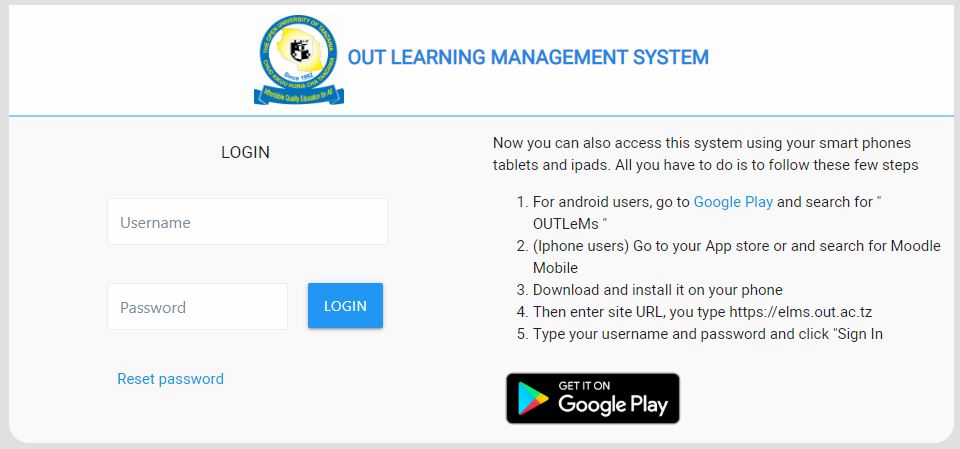 THE OPEN UNIVERSITY OF TANZANIA
CHUO KIKUU HURIA CHA TANZANIA
Since 1992
Affordable Quality Education for All
OUT LEARNING MANAGEMENT SYSTEM
LOGIN
Username
Password
LOGIN
Reset password
Now you can also access this system using your smart phones
tablets and ipads. All you have to do is to follow these few steps
1. For android users, go to Google Play and search for "
OUTLeMs "
2. (Iphone users) Go to your App store or and search for Moodle
Mobile
3. Download and install it on your phone
4. Then enter site URL, you type https://elms.out.ac.tz
5. Type your username and password and click "Sign In
GET IT ON
Google Play